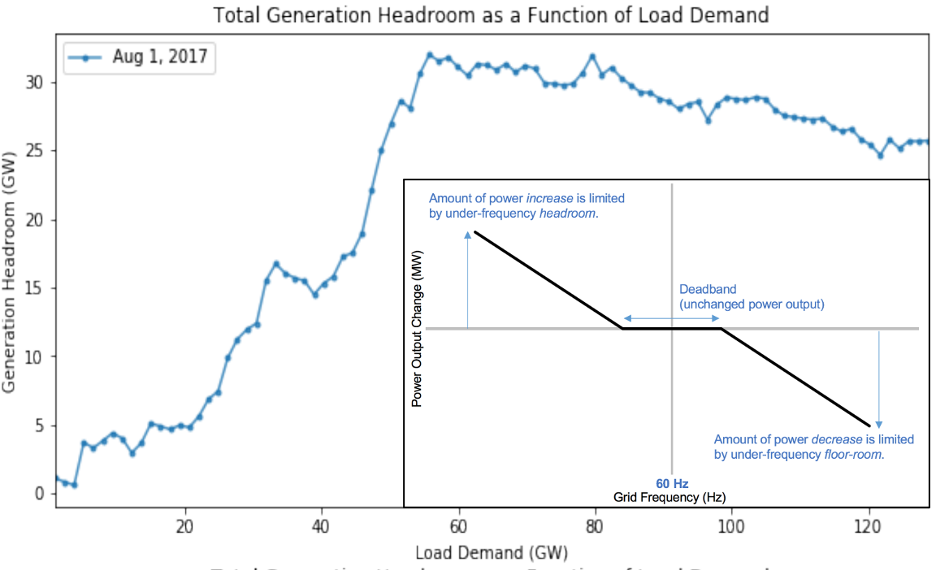 Total Generation Headroom as a Function of Load Demand
Aug 1, 2017
Generation Headroom (GW)
30
25
20
15
10
5
0
20
40
60
80
100
120
Load Demand (GW)
Amount of power increase is limited
by under-frequency headroom.
Power Output Change (MW)
Deadband
(unchanged power output)
Amount of power decrease is limited
by under-frequency floor-room.
60 Hz
Grid Frequency (Hz)